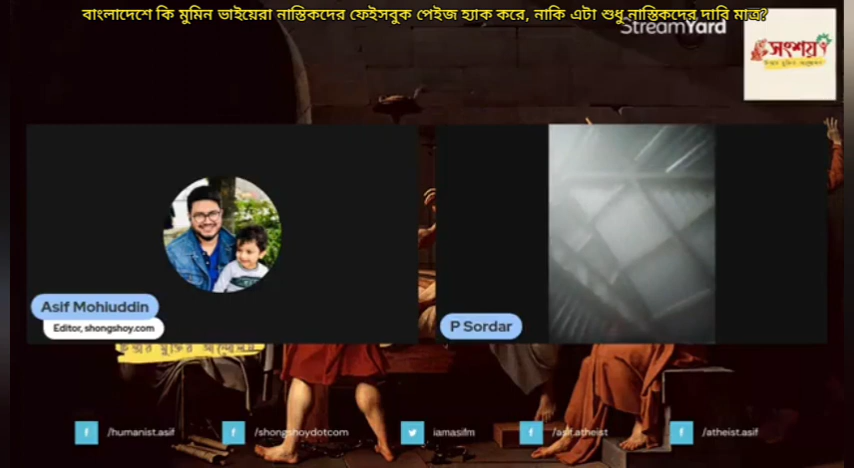 বাংলাদেশে কি মুমিন ভাইয়েরা নাস্তিকদের ফেইসবুক পেইজ হ্যাক করে, নাকি এটা শুধু নাস্তিকদের দারি মাত্র?
StreamYard
সংশয়
Asif Mohiuddin
Editor, shongshoy.com
P Sordar
/humanist.asif
/shongshoydotcom
iamasifm
/asif.atheist
/atheist.asif